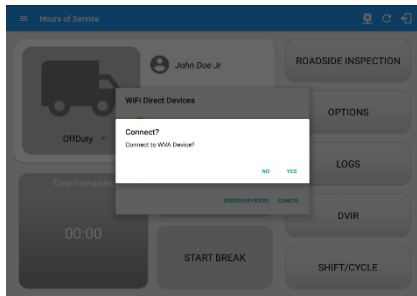 Hours of Service
John Doe Jr
ROADSIDE INSPECTION
WiFi Direct Devices
OPTIONS
Connect?
Connect to WVA Device?
OffDuty
NO YES
LOGS
Time Remaining
DISCOVER PEERS CANCEL
DVIR
00:00
START BREAK
SHIFT/CYCLE